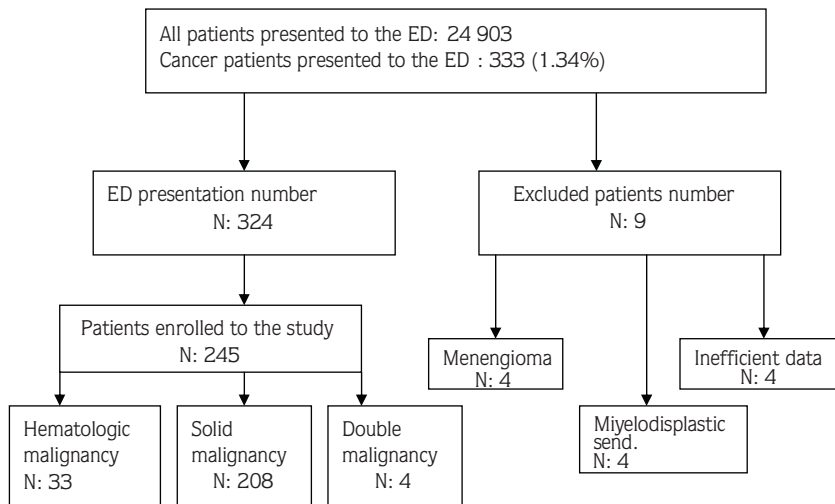 All patients presented to the ED: 24 903
Cancer patients presented to the ED : 333 (1.34%)
ED presentation number
N: 324
Excluded patients number
N: 9
Patients enrolled to the study
N: 245
Menengioma
N: 4
Inefficient data
N: 4
Hematologic
malignancy
N: 33
Solid
malignancy
N: 208
Double
malignancy
N: 4
Miyelodisplastic
send.
N: 4